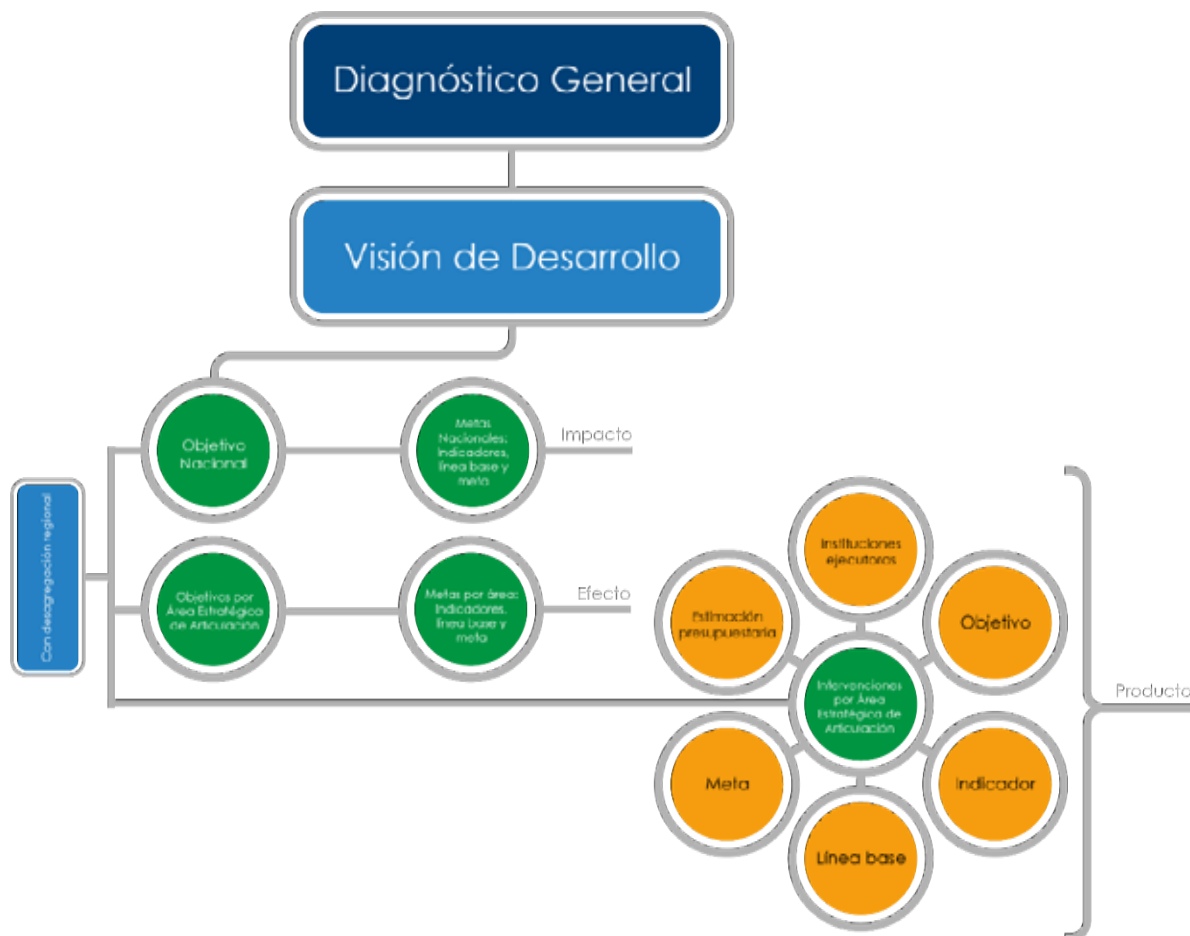 Diagnóstico General
Visión de Desarrollo
Objetivo
Nacional
Metas
Nacionales:
Indicadores,
línea base y
meta
Impacto
Con desagregación regional
Objetivos por
Área Estratégica
de Articulación
Metas por área:
Indicadores,
línea base y
meta
Efecto
Instituciones
ejecutoras
Estimación
presupuestaria
Objetivo
Intervenciones
por Área
Estratégica de
Articulación
Producto
Meta
Indicador
Línea base